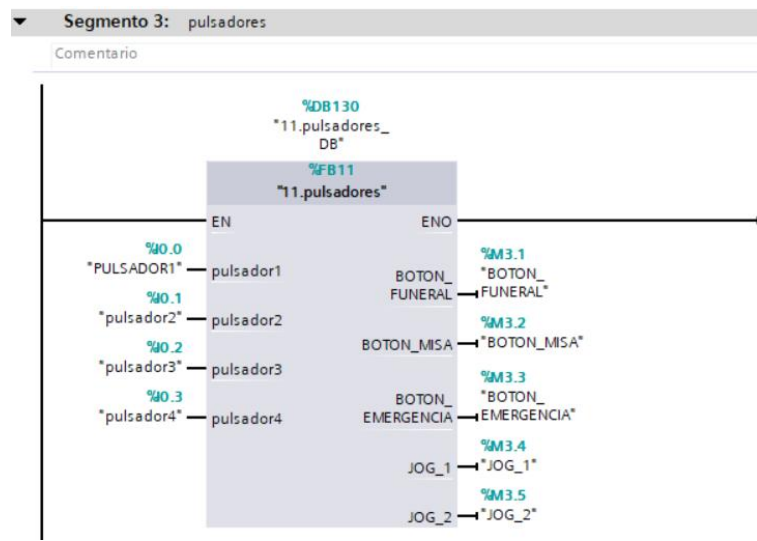 Segmento 3: pulsadores
Comentario
%DB130
"11.pulsadores_
DB"
%FB11
"11.pulsadores"
EN ENO
%I0.0
"PULSADOR1" pulsador1
%I0.1
"pulsador2" pulsador2
%I0.2
"pulsador3" pulsador3
%I0.3
"pulsador4" pulsador4
%M3.1
BOTON_ "BOTON_
FUNERAL FUNERAL"
%M3.2
BOTON_MISA "BOTON_MISA"
%M3.3
BOTON_ "BOTON_
EMERGENCIA EMERGENCIA"
%M3.4
JOG_1 "JOG_1"
%M3.5
JOG_2 "JOG_2"